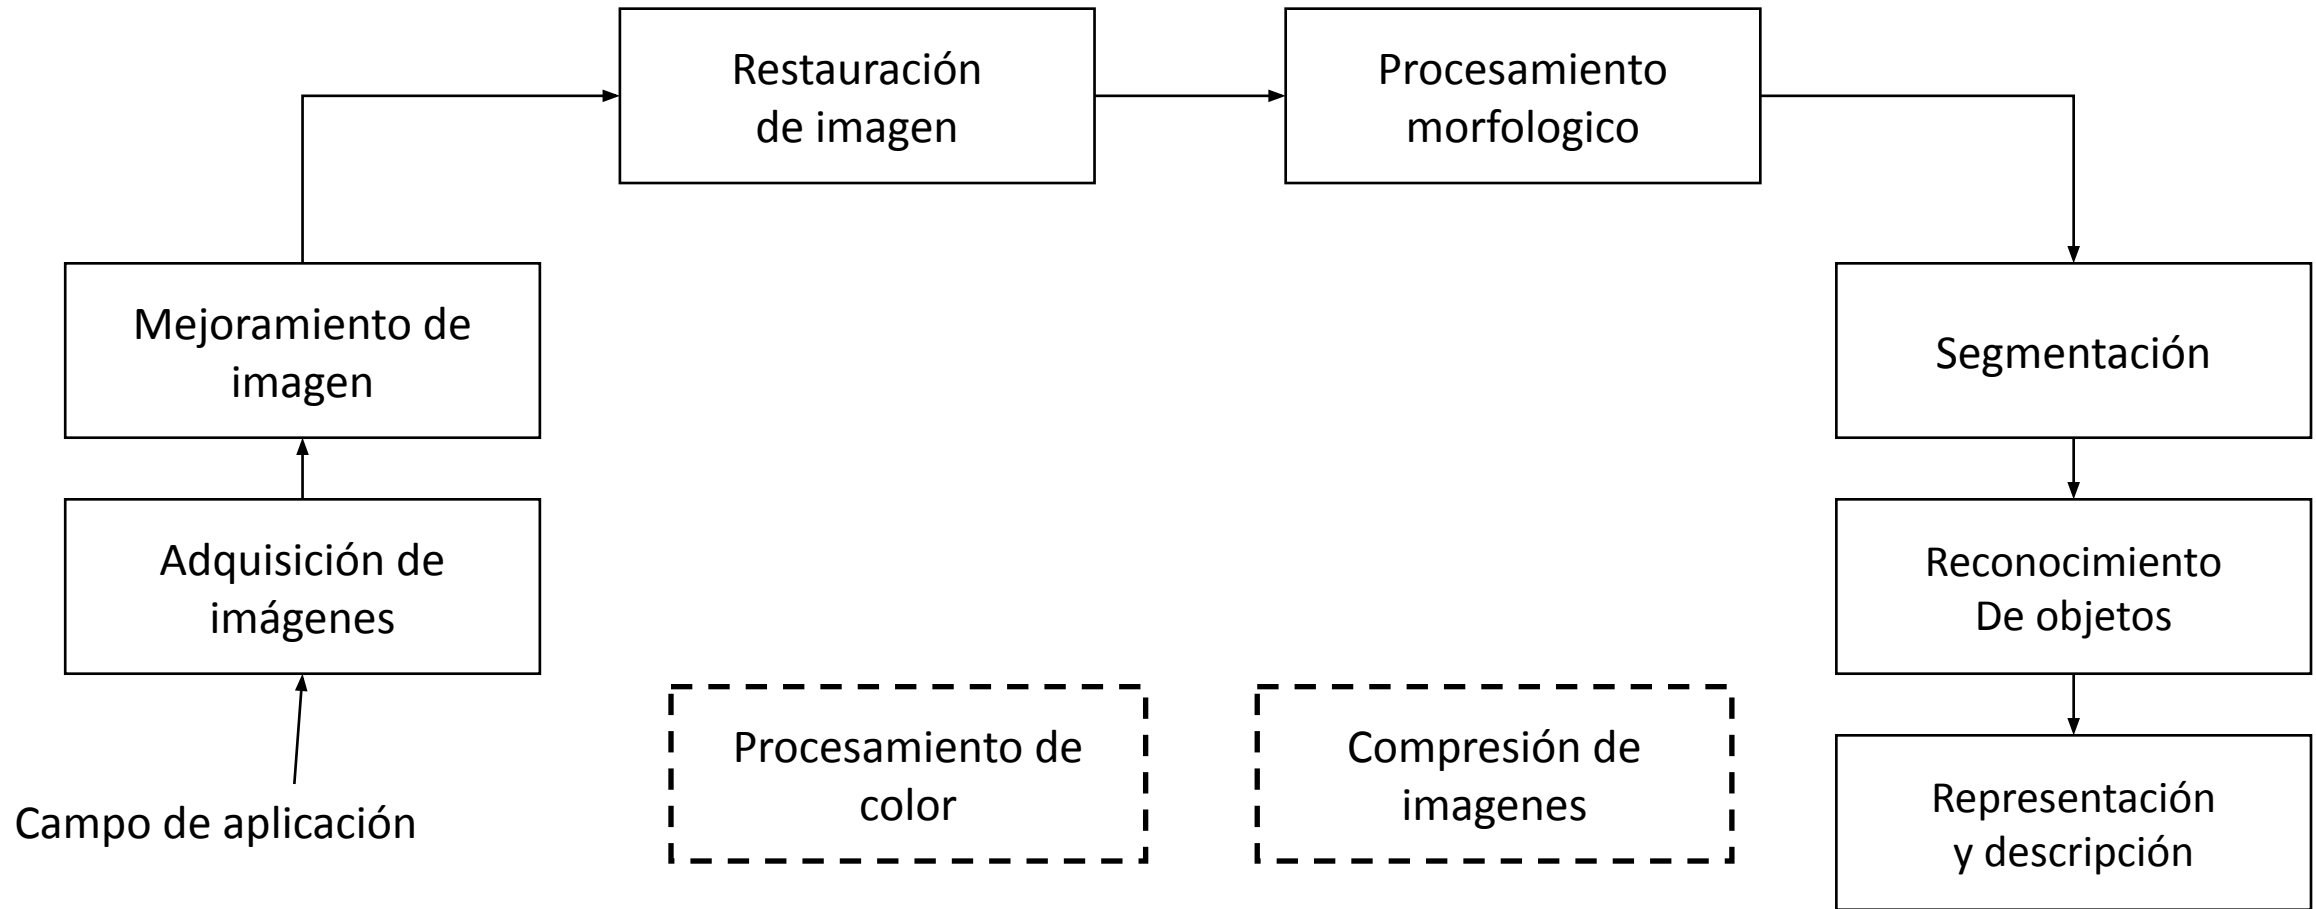 Restauración
de imagen
Procesamiento
morfologico
Mejoramiento de
imagen
Segmentación
Adquisición de
imágenes
Reconocimiento
De objetos
Procesamiento de
color
Compresión de
imagenes
Representación
y descripción
Campo de aplicación